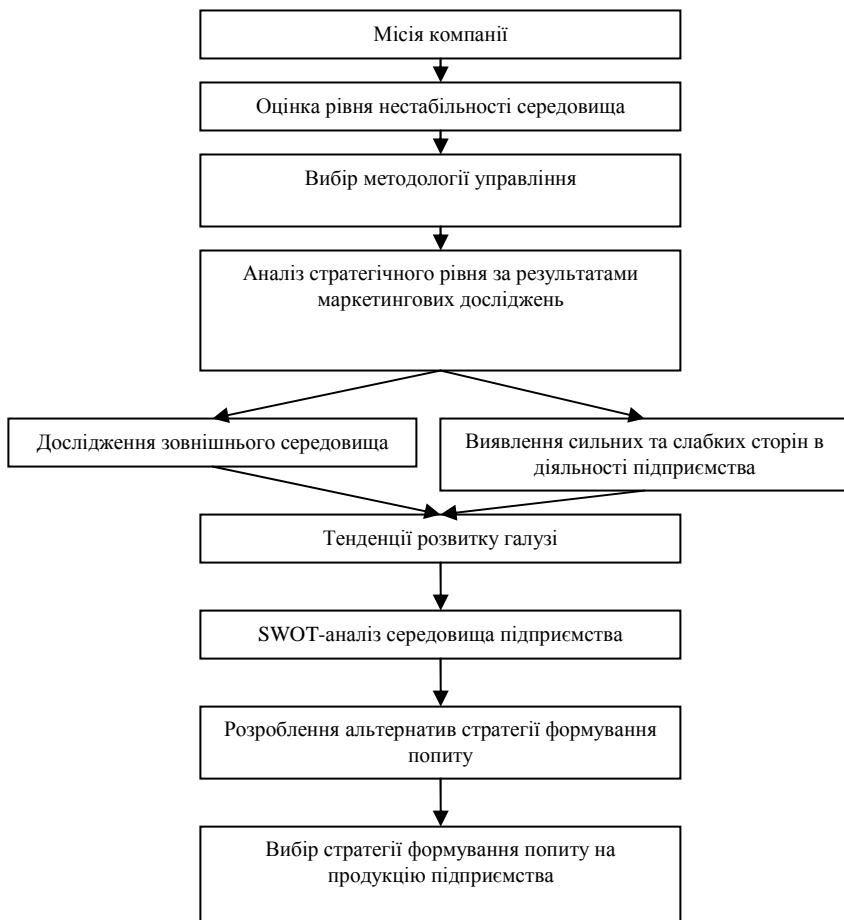 Місія компанії
Оцінка рівня нестабільності середовища
Вибір методології управління
Аналіз стратегічного рівня за результатами
маркетингових досліджень
Дослідження зовнішнього середовища
Виявлення сильних та слабких сторін в
діяльності підприємства
Тенденції розвитку галузі
SWOT-аналіз середовища підприємства
Розроблення альтернатив стратегії формування
попиту
Вибір стратегії формування попиту на
продукцію підприємства